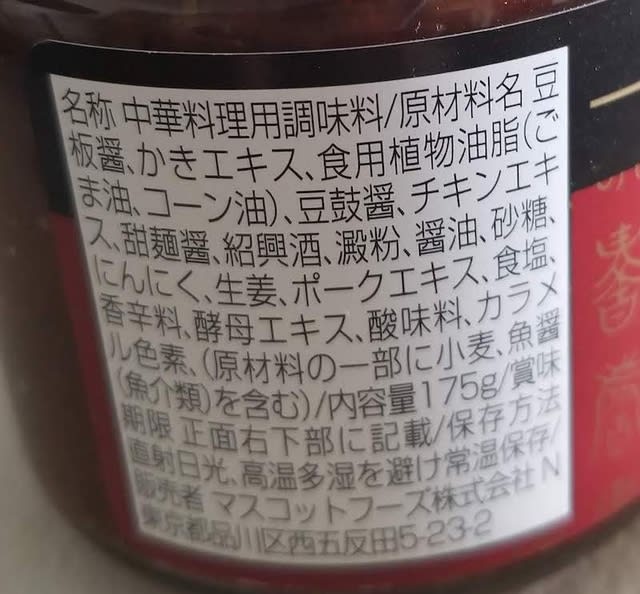 名称 中華料理用調味料/原材料名 豆
板醤、かきエキス、食用植物油脂(ご
ま油、コーン油)、豆鼓醤、チキンエキ
ス、甜麺醤、紹興酒、澱粉、醤油、砂糖、
にんにく、生姜、ポークエキス、食塩、
香辛料、酵母エキス、酸味料、カラメ
ル色素、(原材料の一部に小麦、魚醤
(魚介類)を含む)/内容量175g/賞味
期限 正面右下部に記載/保存方法
直射日光、高温多湿を避け常温保存/
販売者 マスコットフーズ株式会社 N
東京都品川区西五反田5-23-2